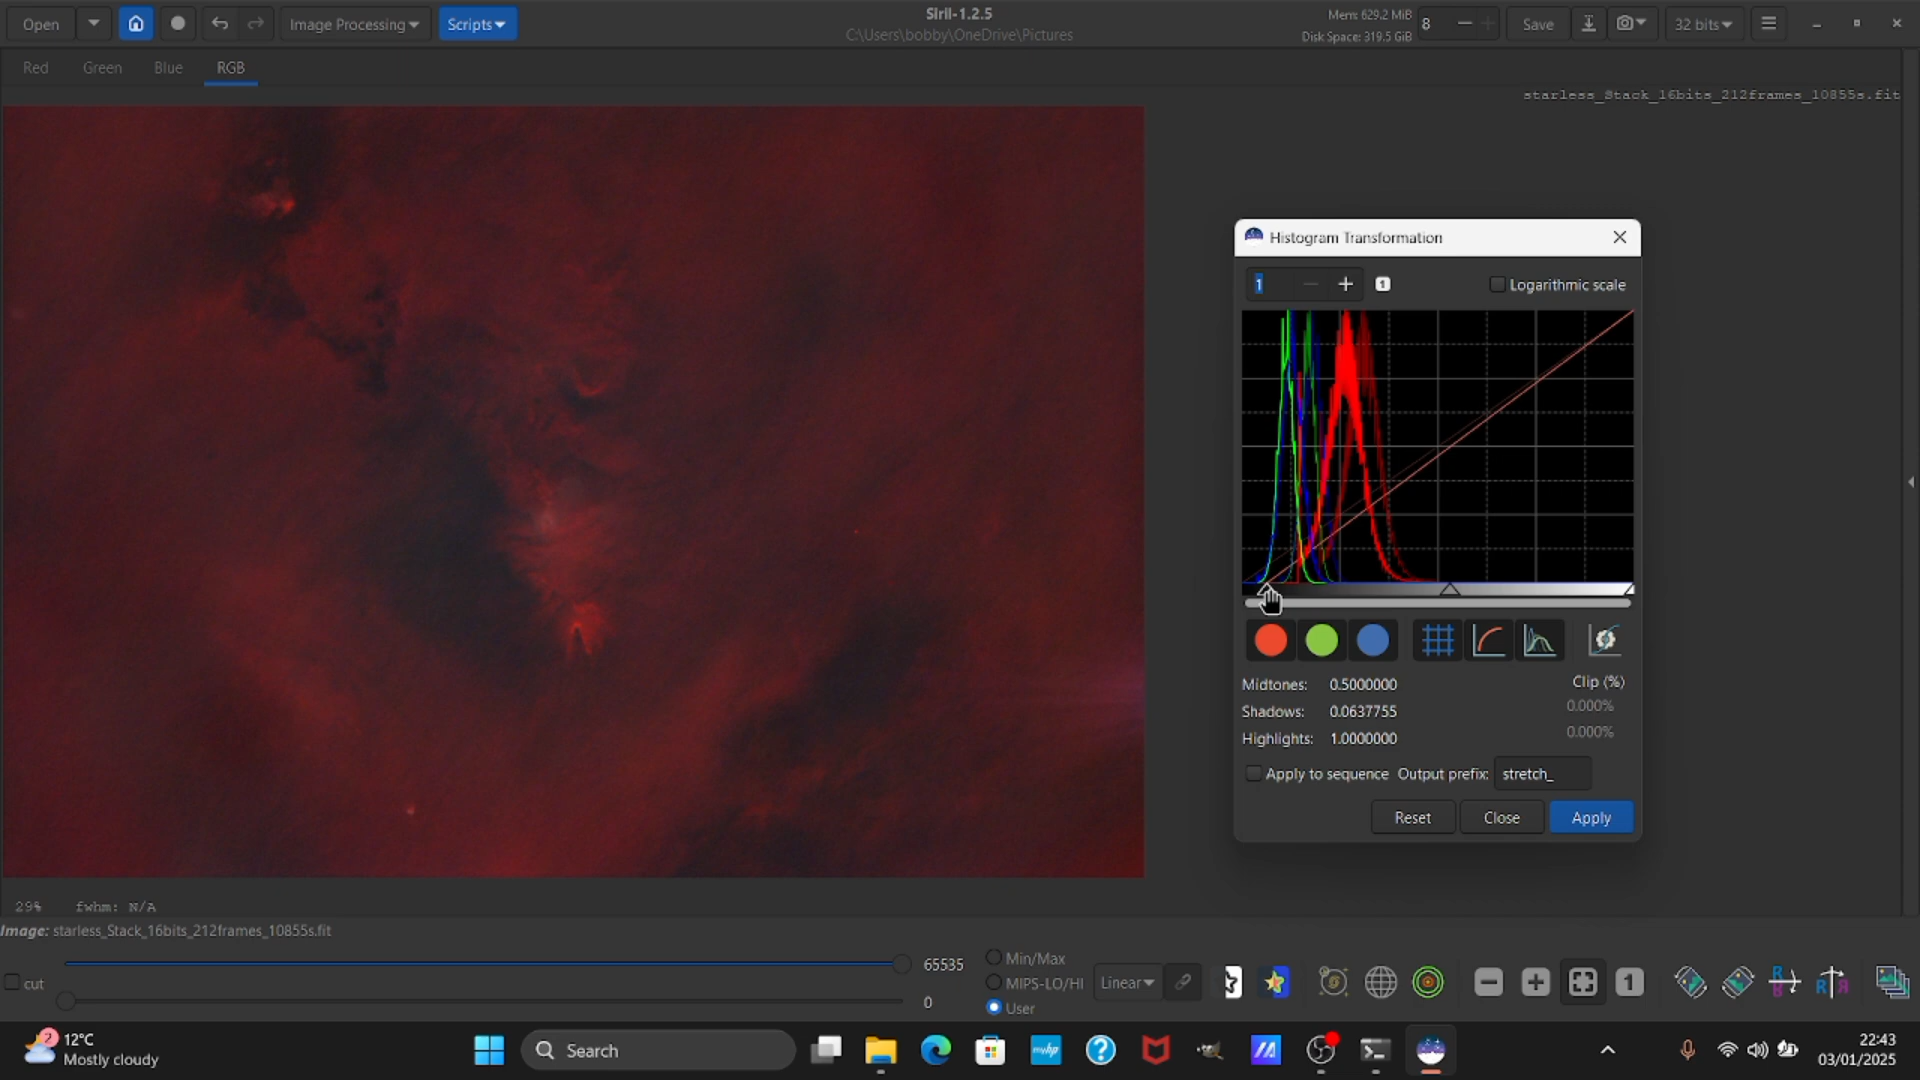 Open
Image Processing
Scripts
Siril-1.2.5
C:\Users\bobby\OneDrive\Pictures
Mem: 629.2 MiB
Disk Space: 319.5 GiB
8
Save
32 bits
Red
Green
Blue
RGB
starless_Stack_16bits_212frames_10855s.fit
Histogram Transformation
1
1
Logarithmic scale
Midtones: 0.5000000
Clip (%)
Shadows: 0.0637755
0.000%
Highlights: 1.0000000
0.000%
Apply to sequence
Output prefix: stretch_
Reset
Close
Apply
29%
fwhm: N/A
Image: starless_Stack_16bits_212frames_10855s.fit
65535
cut
0
Min/Max
MIPS-LO/HI
User
Linear
1
R
R
R
R
2
12°C
Mostly cloudy
Search
myhp
22:43
03/01/2025